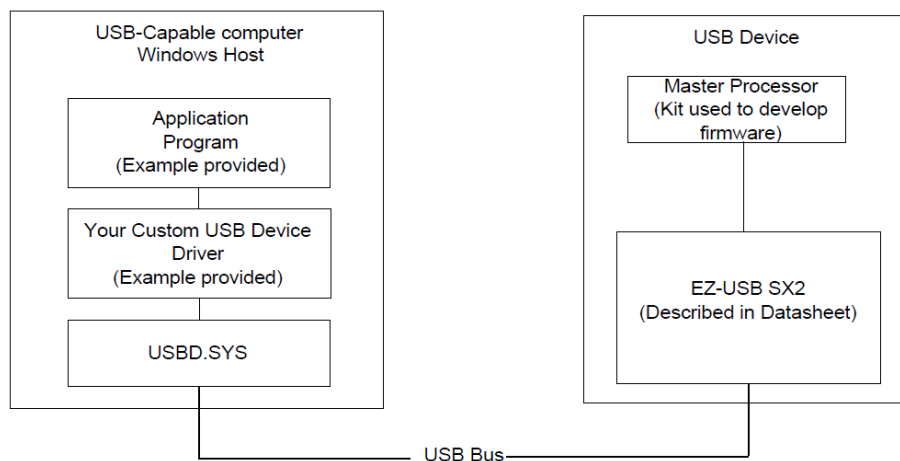 USB-Capable computer
Windows Host
Application
Program
(Example provided)
Your Custom USB Device
Driver
(Example provided)
USBD.SYS
USB Device
Master Processor
(Kit used to develop
firmware)
EZ-USB SX2
(Described in Datasheet)
USB Bus